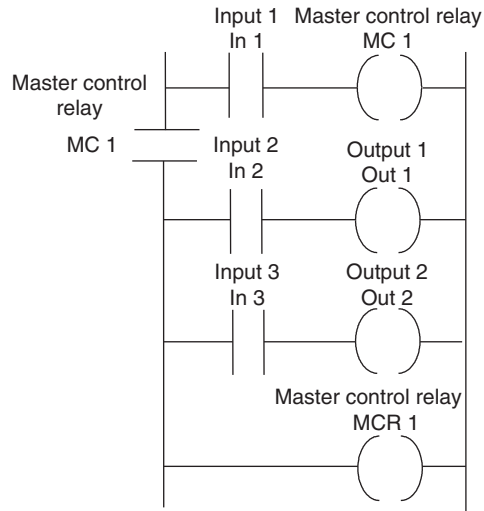 Input 1
In 1
Master control relay
MC 1
Master control
relay
MC 1
Input 2
In 2
Output 1
Out 1
Input 3
In 3
Output 2
Out 2
Master control relay
MCR 1